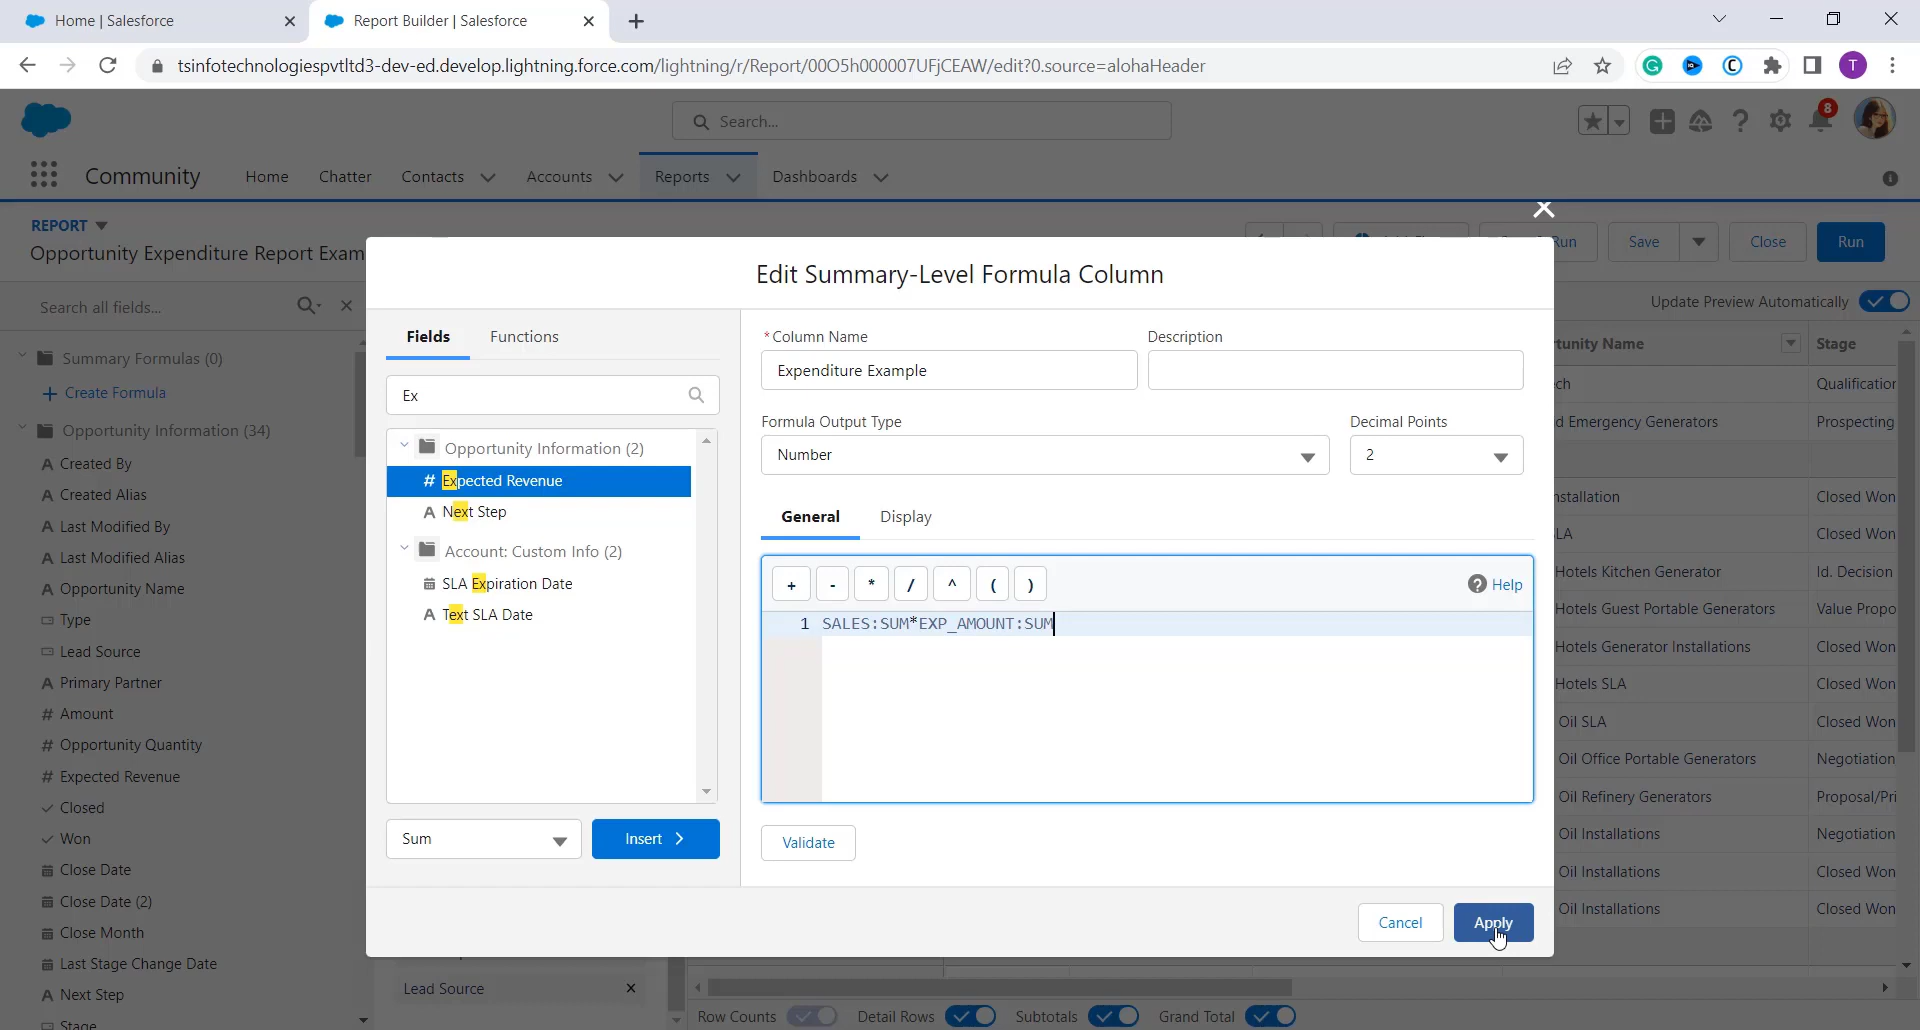 Home | Salesforce
Report Builder | Salesforce
tsinfotechnologiespvtltd3-dev-ed.develop.lightning.force.com/lightning/r/Report/00O5h000007UFjCEAW/edit?0.source=alohaHeader
T
Search...
8
Community
Home
Chatter
Contacts
Accounts
Reports
Dashboards
REPORT
Opportunity Expenditure Report Exam
Run
Save
Close
Run
Search all fields...
Update Preview Automatically
Edit Summary-Level Formula Column
Fields
Functions
Ex
Opportunity Information (2)
# Expected Revenue
A Next Step
Account: Custom Info (2)
SLA Expiration Date
A Text SLA Date
Sum
Insert >
* Column Name
Expenditure Example
Description
Formula Output Type
Number
Decimal Points
2
General
Display
+ - * / ^ ( )
? Help
1 SALES:SUM*EXP_AMOUNT:SUM
Validate
Cancel
Apply
Summary Formulas (0)
+ Create Formula
Opportunity Information (34)
A Created By
A Created Alias
A Last Modified By
A Last Modified Alias
A Opportunity Name
Type
Lead Source
A Primary Partner
# Amount
# Opportunity Quantity
# Expected Revenue
Closed
Won
Close Date
Close Date (2)
Close Month
Last Stage Change Date
A Next Step
Stage
Lead Source
tunity Name
Stage
ch
Qualification
d Emergency Generators
Prospecting
nstallation
Closed Won
LA
Closed Won
Hotels Kitchen Generator
Id. Decision
Hotels Guest Portable Generators
Value Propo
Hotels Generator Installations
Closed Won
Hotels SLA
Closed Won
Oil SLA
Closed Won
Oil Office Portable Generators
Negotiation
Oil Refinery Generators
Proposal/Pri
Oil Installations
Negotiation
Oil Installations
Closed Won
Oil Installations
Closed Won
Row Counts
Detail Rows
Subtotals
Grand Total